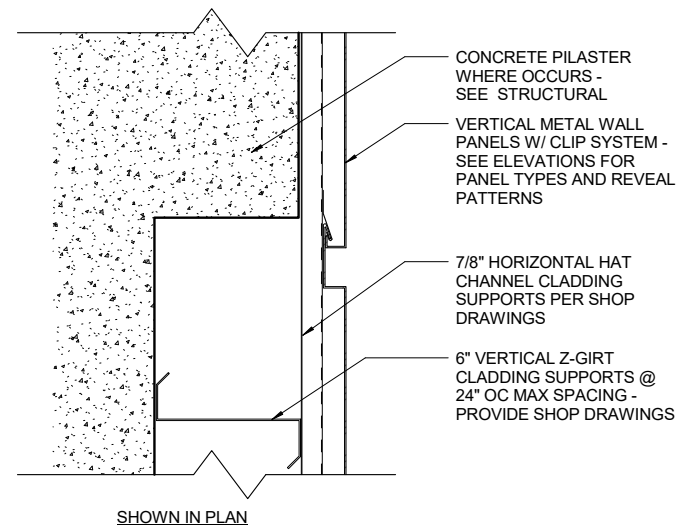 CONCRETE PILASTER
WHERE OCCURS -
SEE STRUCTURAL
VERTICAL METAL WALL
PANELS W/ CLIP SYSTEM -
SEE ELEVATIONS FOR
PANEL TYPES AND REVEAL
PATTERNS
7/8" HORIZONTAL HAT
CHANNEL CLADDING
SUPPORTS PER SHOP
DRAWINGS
6" VERTICAL Z-GIRT
CLADDING SUPPORTS @
24" OC MAX SPACING -
PROVIDE SHOP DRAWINGS
SHOWN IN PLAN